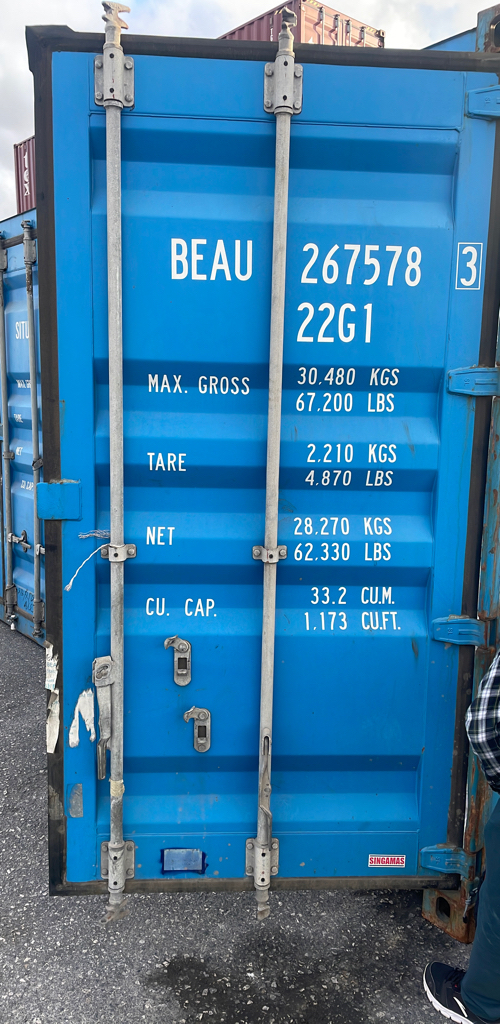 BEAU 267578 3
22G1
MAX. GROSS 30.480 KGS
67.200 LBS
TARE 2.210 KGS
4.870 LBS
NET 28.270 KGS
62.330 LBS
CU. CAP. 33.2 CU.M.
1.173 CU.FT.
SINGAMAS
SITU